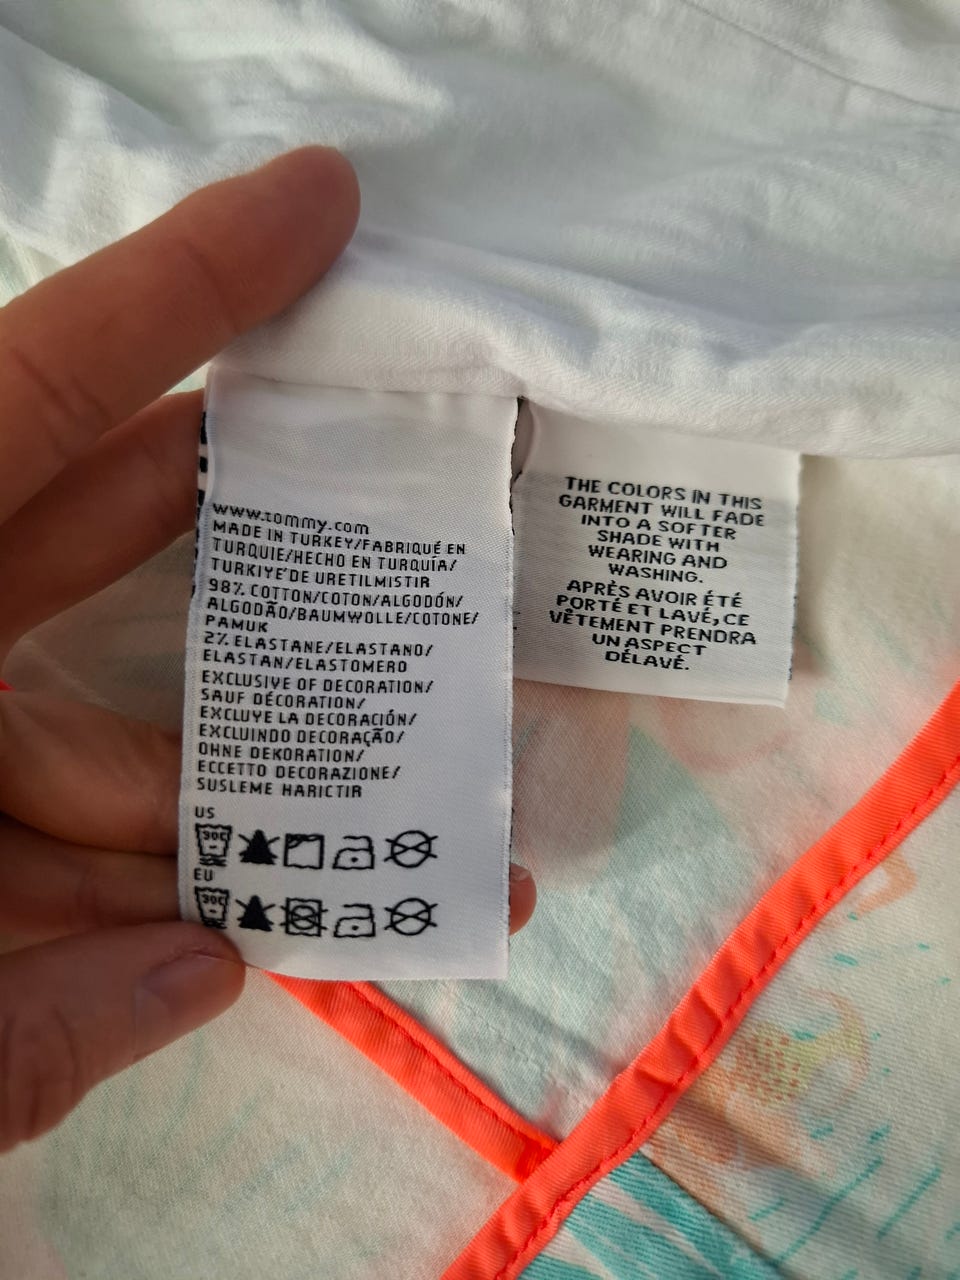 www.tommy.com
MADE IN TURKEY/FABRIQUÉ EN
TURQUIE/HECHO EN TURQUÍA/
TURKIYE'DE URETILMISTIR
98% COTTON/COTON/ALGODÓN/
ALGODÃO/BAUMWOLLE/COTONE/
PAMUK
2% ELASTANE/ELASTANO/
ELASTAN/ELASTOMERO
EXCLUSIVE OF DECORATION/
SAUF DÉCORATION/
EXCLUYE LA DECORACIÓN/
EXCLUINDO DECORAÇÃO/
OHNE DEKORATION/
ECCETTO DECORAZIONE/
SUSLEME HARICTIR
US
30C
EU
30C
THE COLORS IN THIS
GARMENT WILL FADE
INTO A SOFTER
SHADE WITH
WEARING AND
WASHING.
APRÈS AVOIR ÉTÉ
PORTÉ ET LAVÉ, CE
VÊTEMENT PRENDRA
UN ASPECT
DÉLAVÉ.